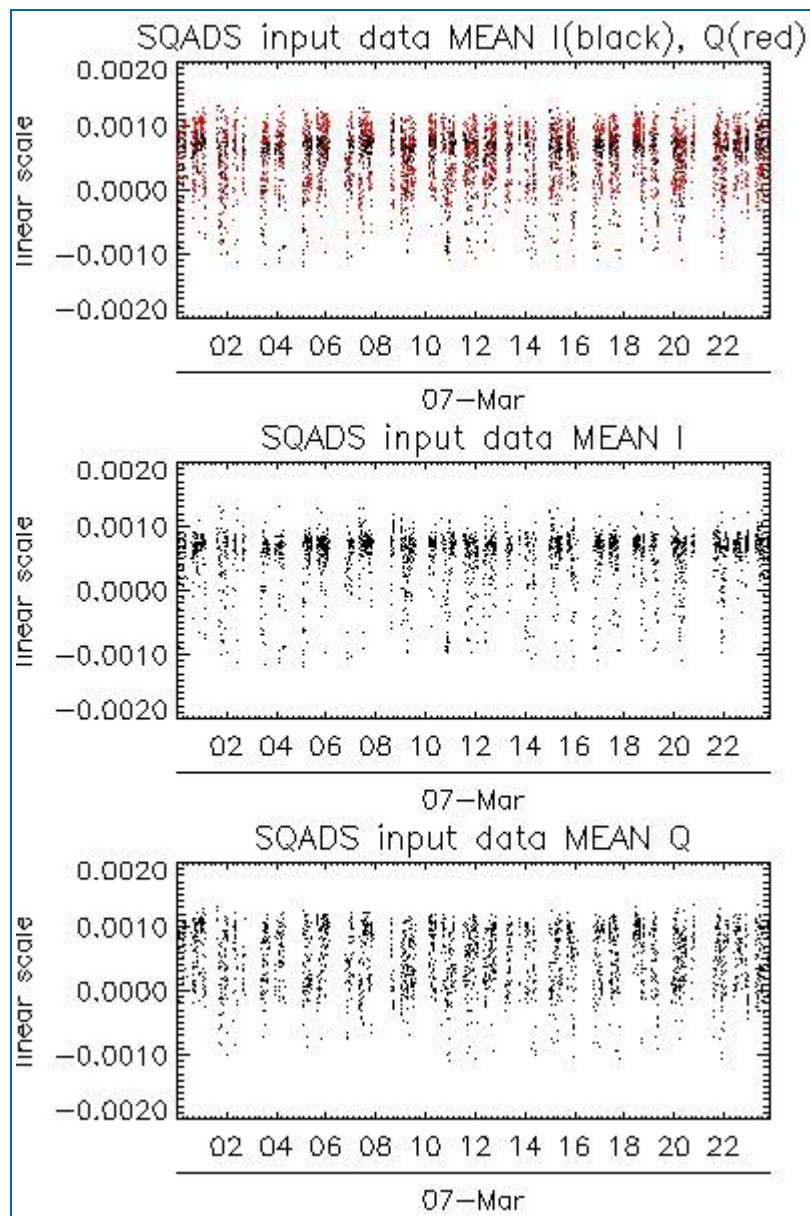 SQADS input data MEAN I(black), Q(red)
0.0020
0.0010
0.0000
−0.0010
−0.0020
linear scale
02 04 06 08 10 12 14 16 18 20 22
07−Mar
SQADS input data MEAN I
0.0020
0.0010
0.0000
−0.0010
−0.0020
linear scale
02 04 06 08 10 12 14 16 18 20 22
07−Mar
SQADS input data MEAN Q
0.0020
0.0010
0.0000
−0.0010
−0.0020
linear scale
02 04 06 08 10 12 14 16 18 20 22
07−Mar